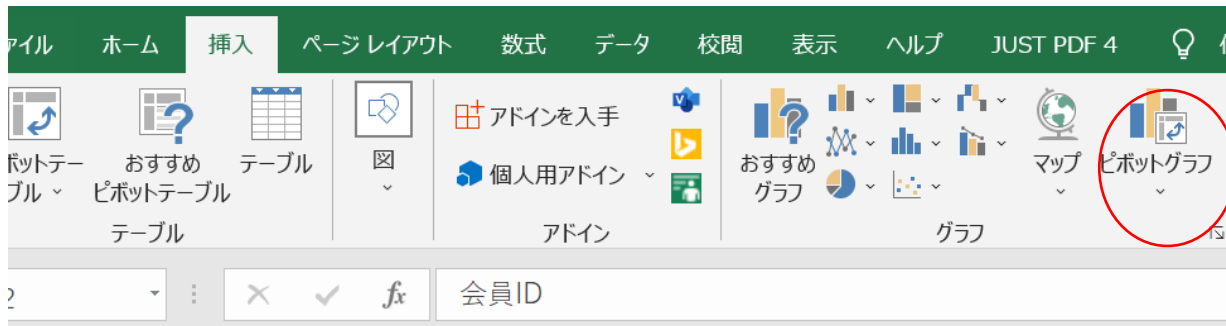 ァイル ホーム 挿入 ページ レイアウト 数式 データ 校閲 表示 ヘルプ JUST PDF 4
ボットテー
ブル
おすすめ
ピボットテーブル
テーブル
図
アドインを入手
個人用アドイン
おすすめ
グラフ
マップ
ピボットグラフ
テーブル アドイン グラフ
2 fx 会員ID